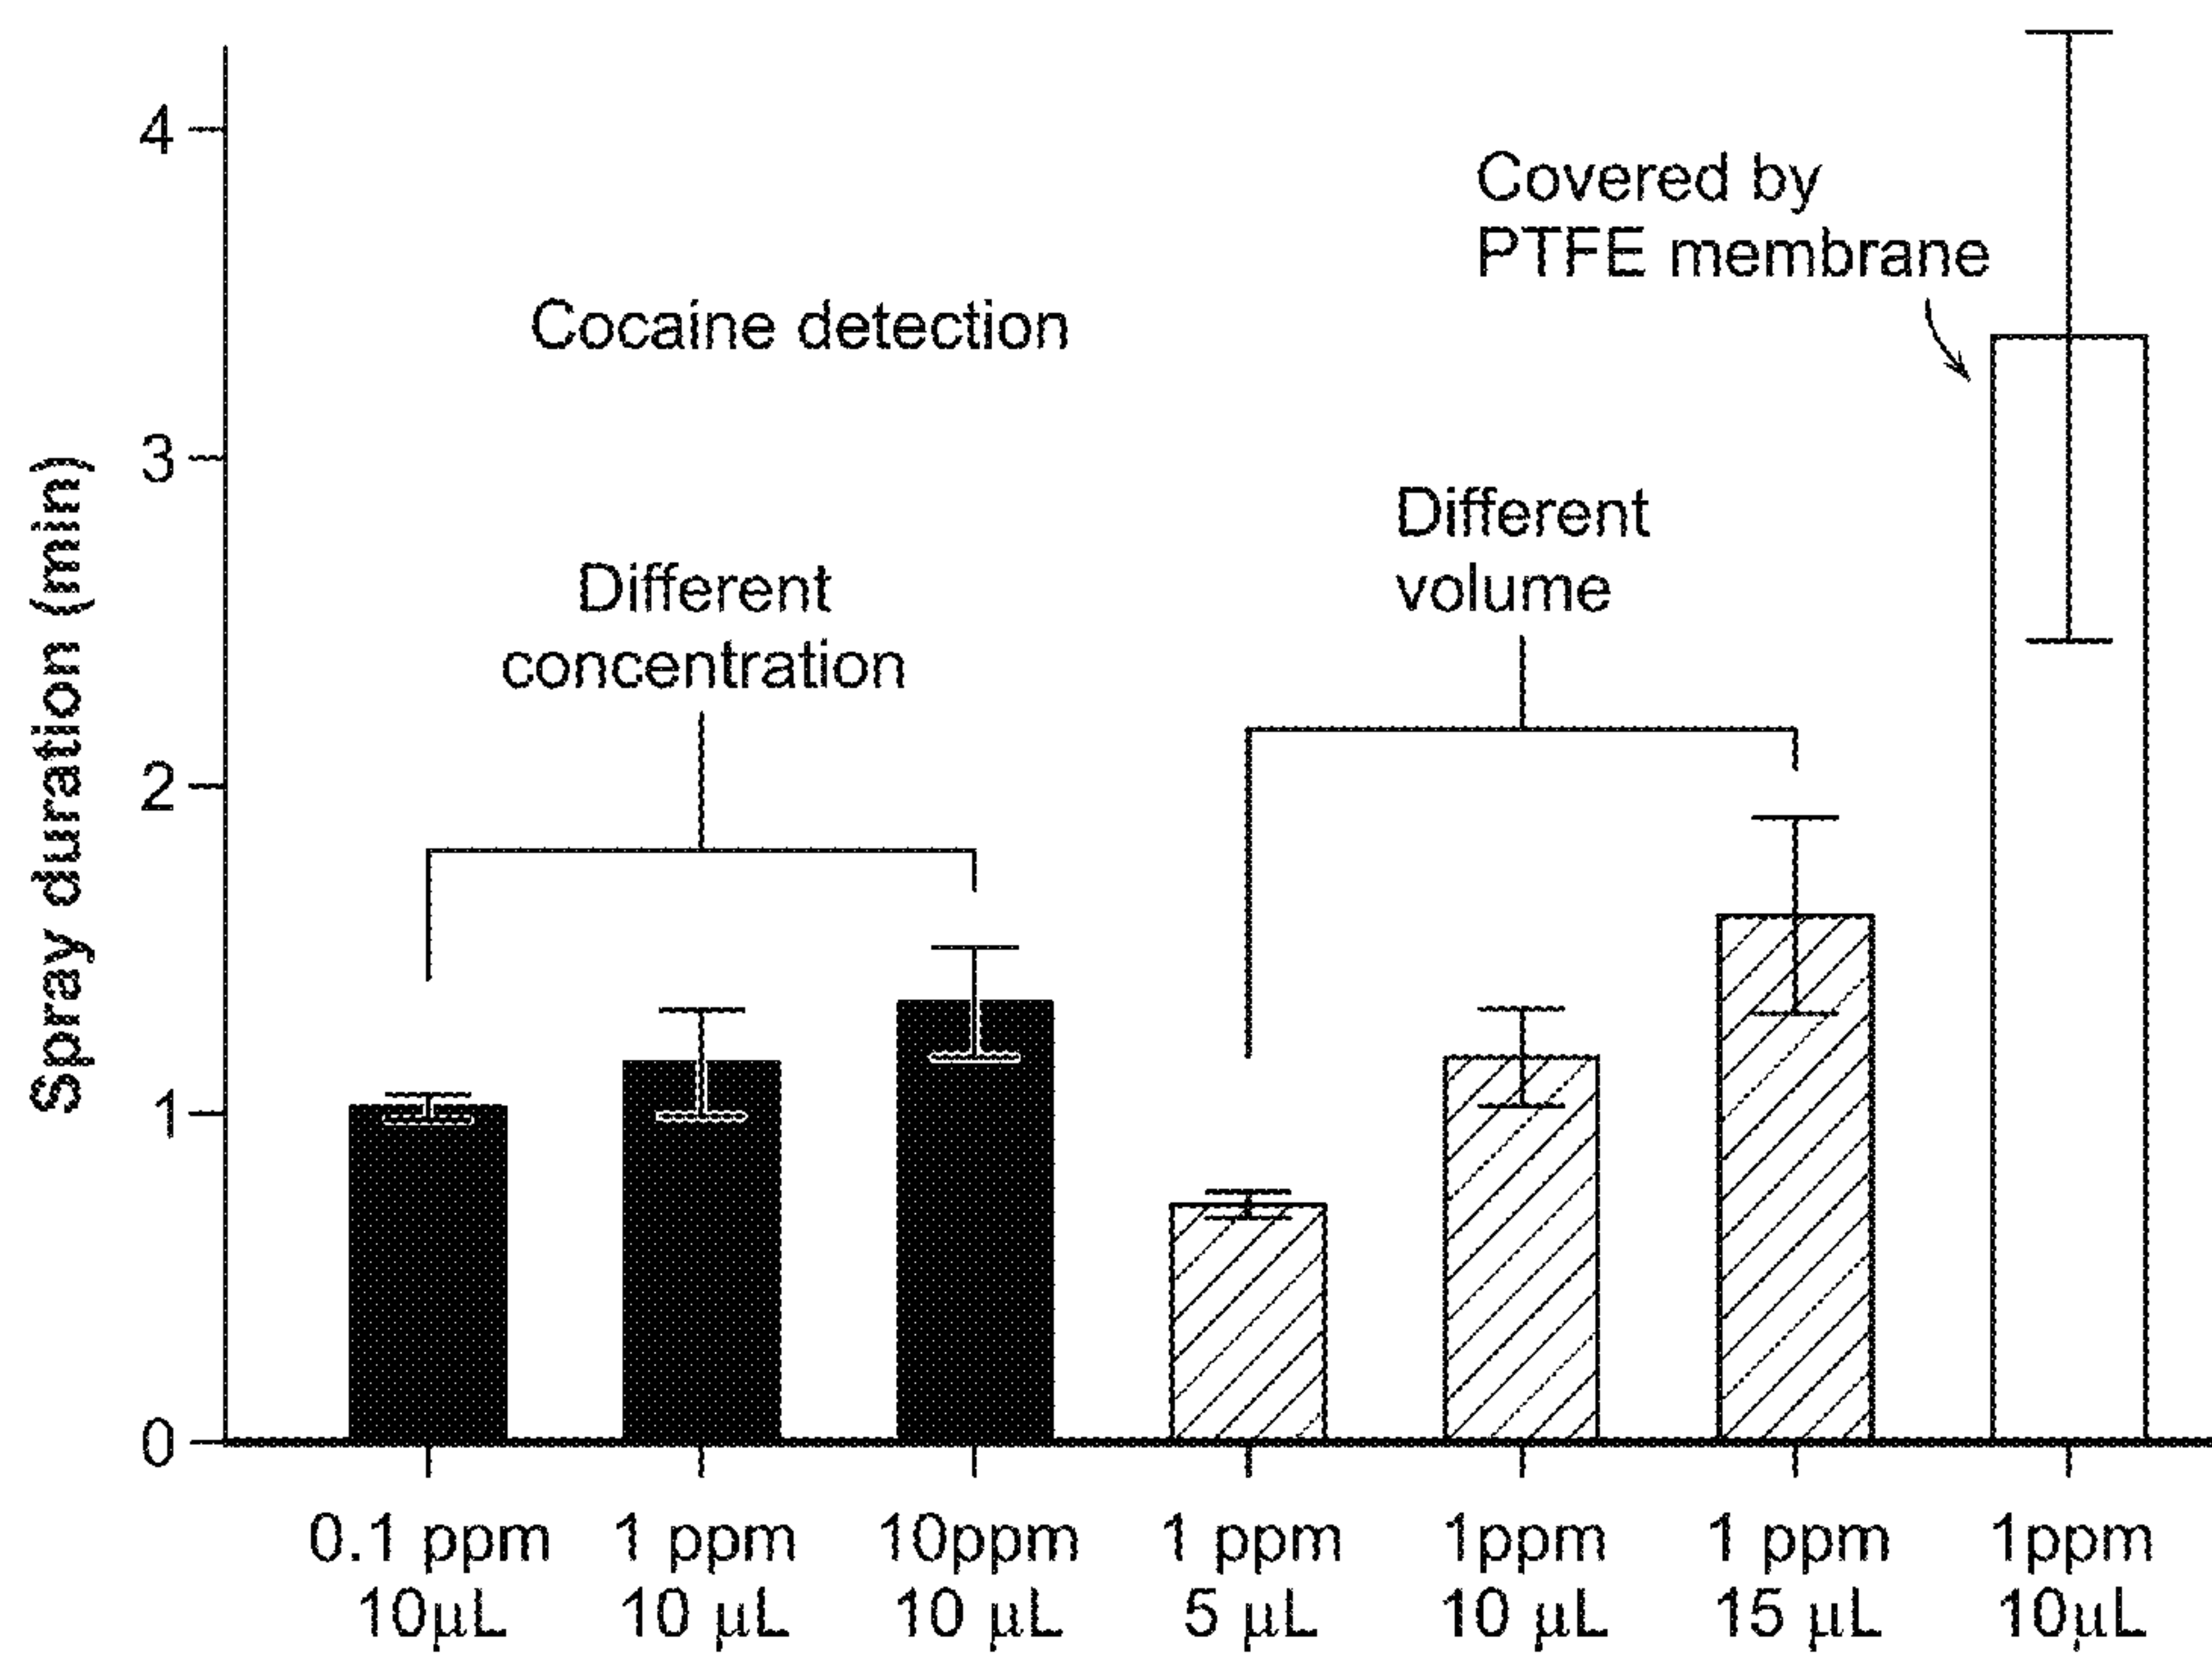 Spray duration (min)
4
3
2
1
0
Cocaine detection
Different
concentration
Different
volume
Covered by
PTFE membrane
0.1 ppm
10μL
1 ppm
10 μL
10ppm
10 μL
1 ppm
5 μL
1ppm
10 μL
1 ppm
15 μL
1ppm
10μL